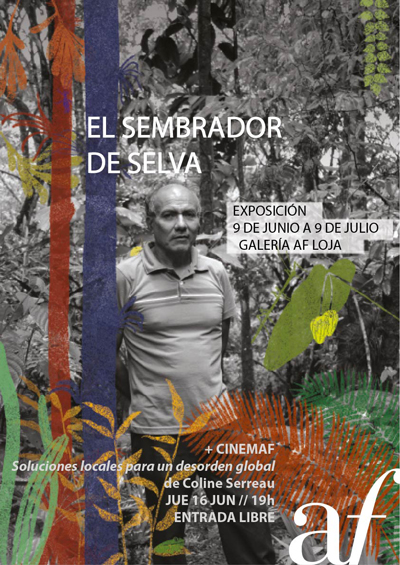 EL SEMBRADOR
DE SELVA
EXPOSICIÓN
9 DE JUNIO A 9 DE JULIO
GALERÍA AF LOJA
+ CINEMAF
Soluciones locales para un desorden global
de Coline Serreau
JUE 16 JUN // 19h
ENTRADA LIBRE
af